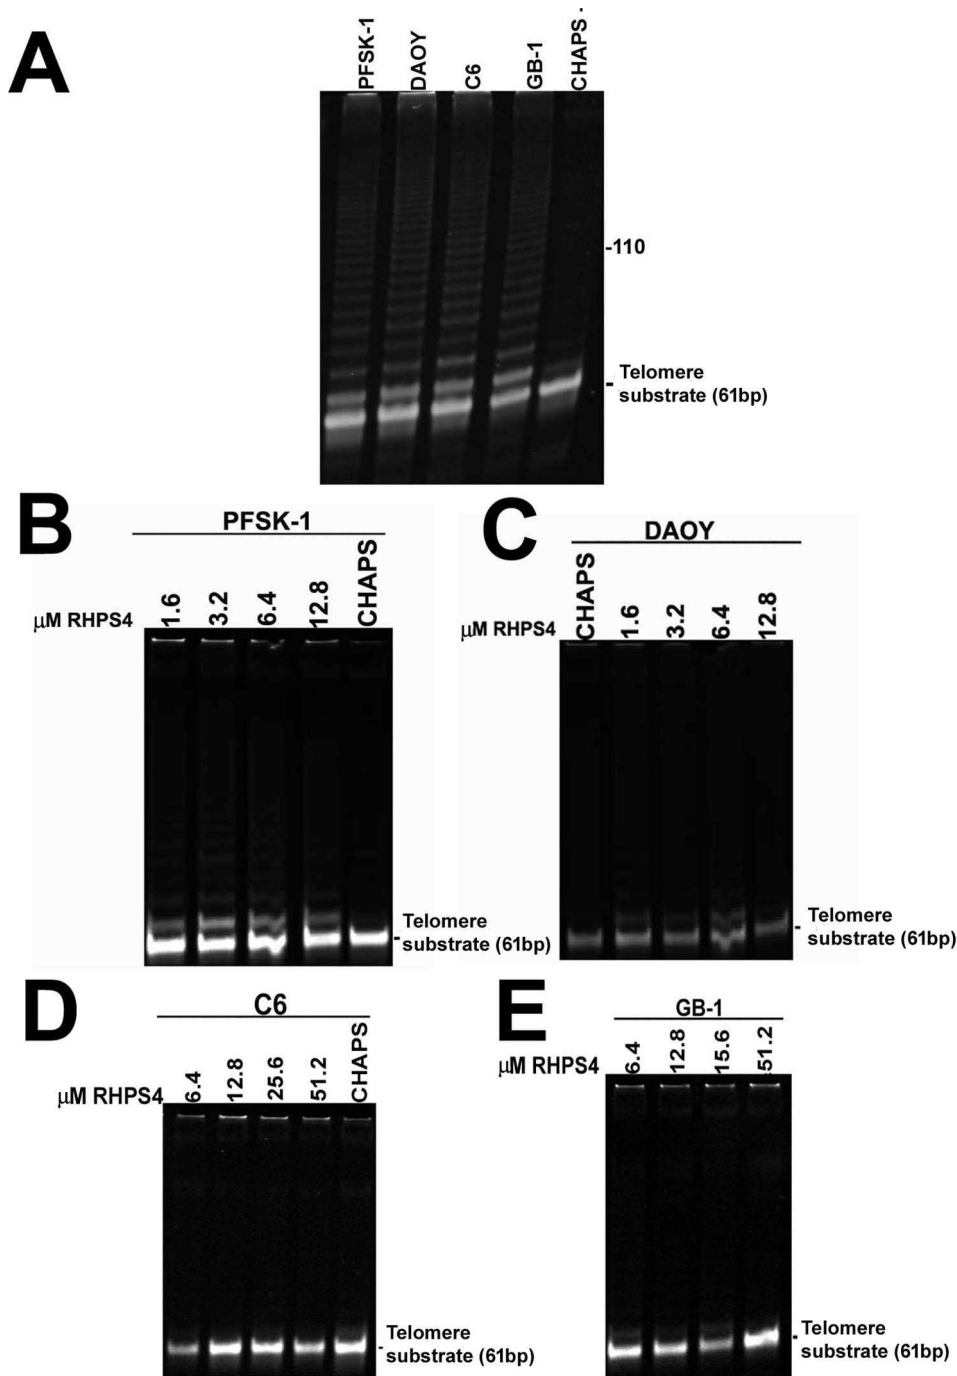 A
PFSK-1
DAOY
C6
GB-1
CHAPS .
-110
- Telomere
substrate (61bp)
B
PFSK-1
μM RHPS4
1.6
3.2
6.4
12.8
CHAPS
Telomere
- substrate (61bp)
C
DAOY
μM RHPS4
CHAPS
1.6
3.2
6.4
12.8
Telomere
- substrate (61bp)
D
C6
μM RHPS4
6.4
12.8
25.6
51.2
CHAPS
Telomere
- substrate (61bp)
E
GB-1
μM RHPS4
6.4
12.8
15.6
51.2
- Telomere
substrate (61bp)